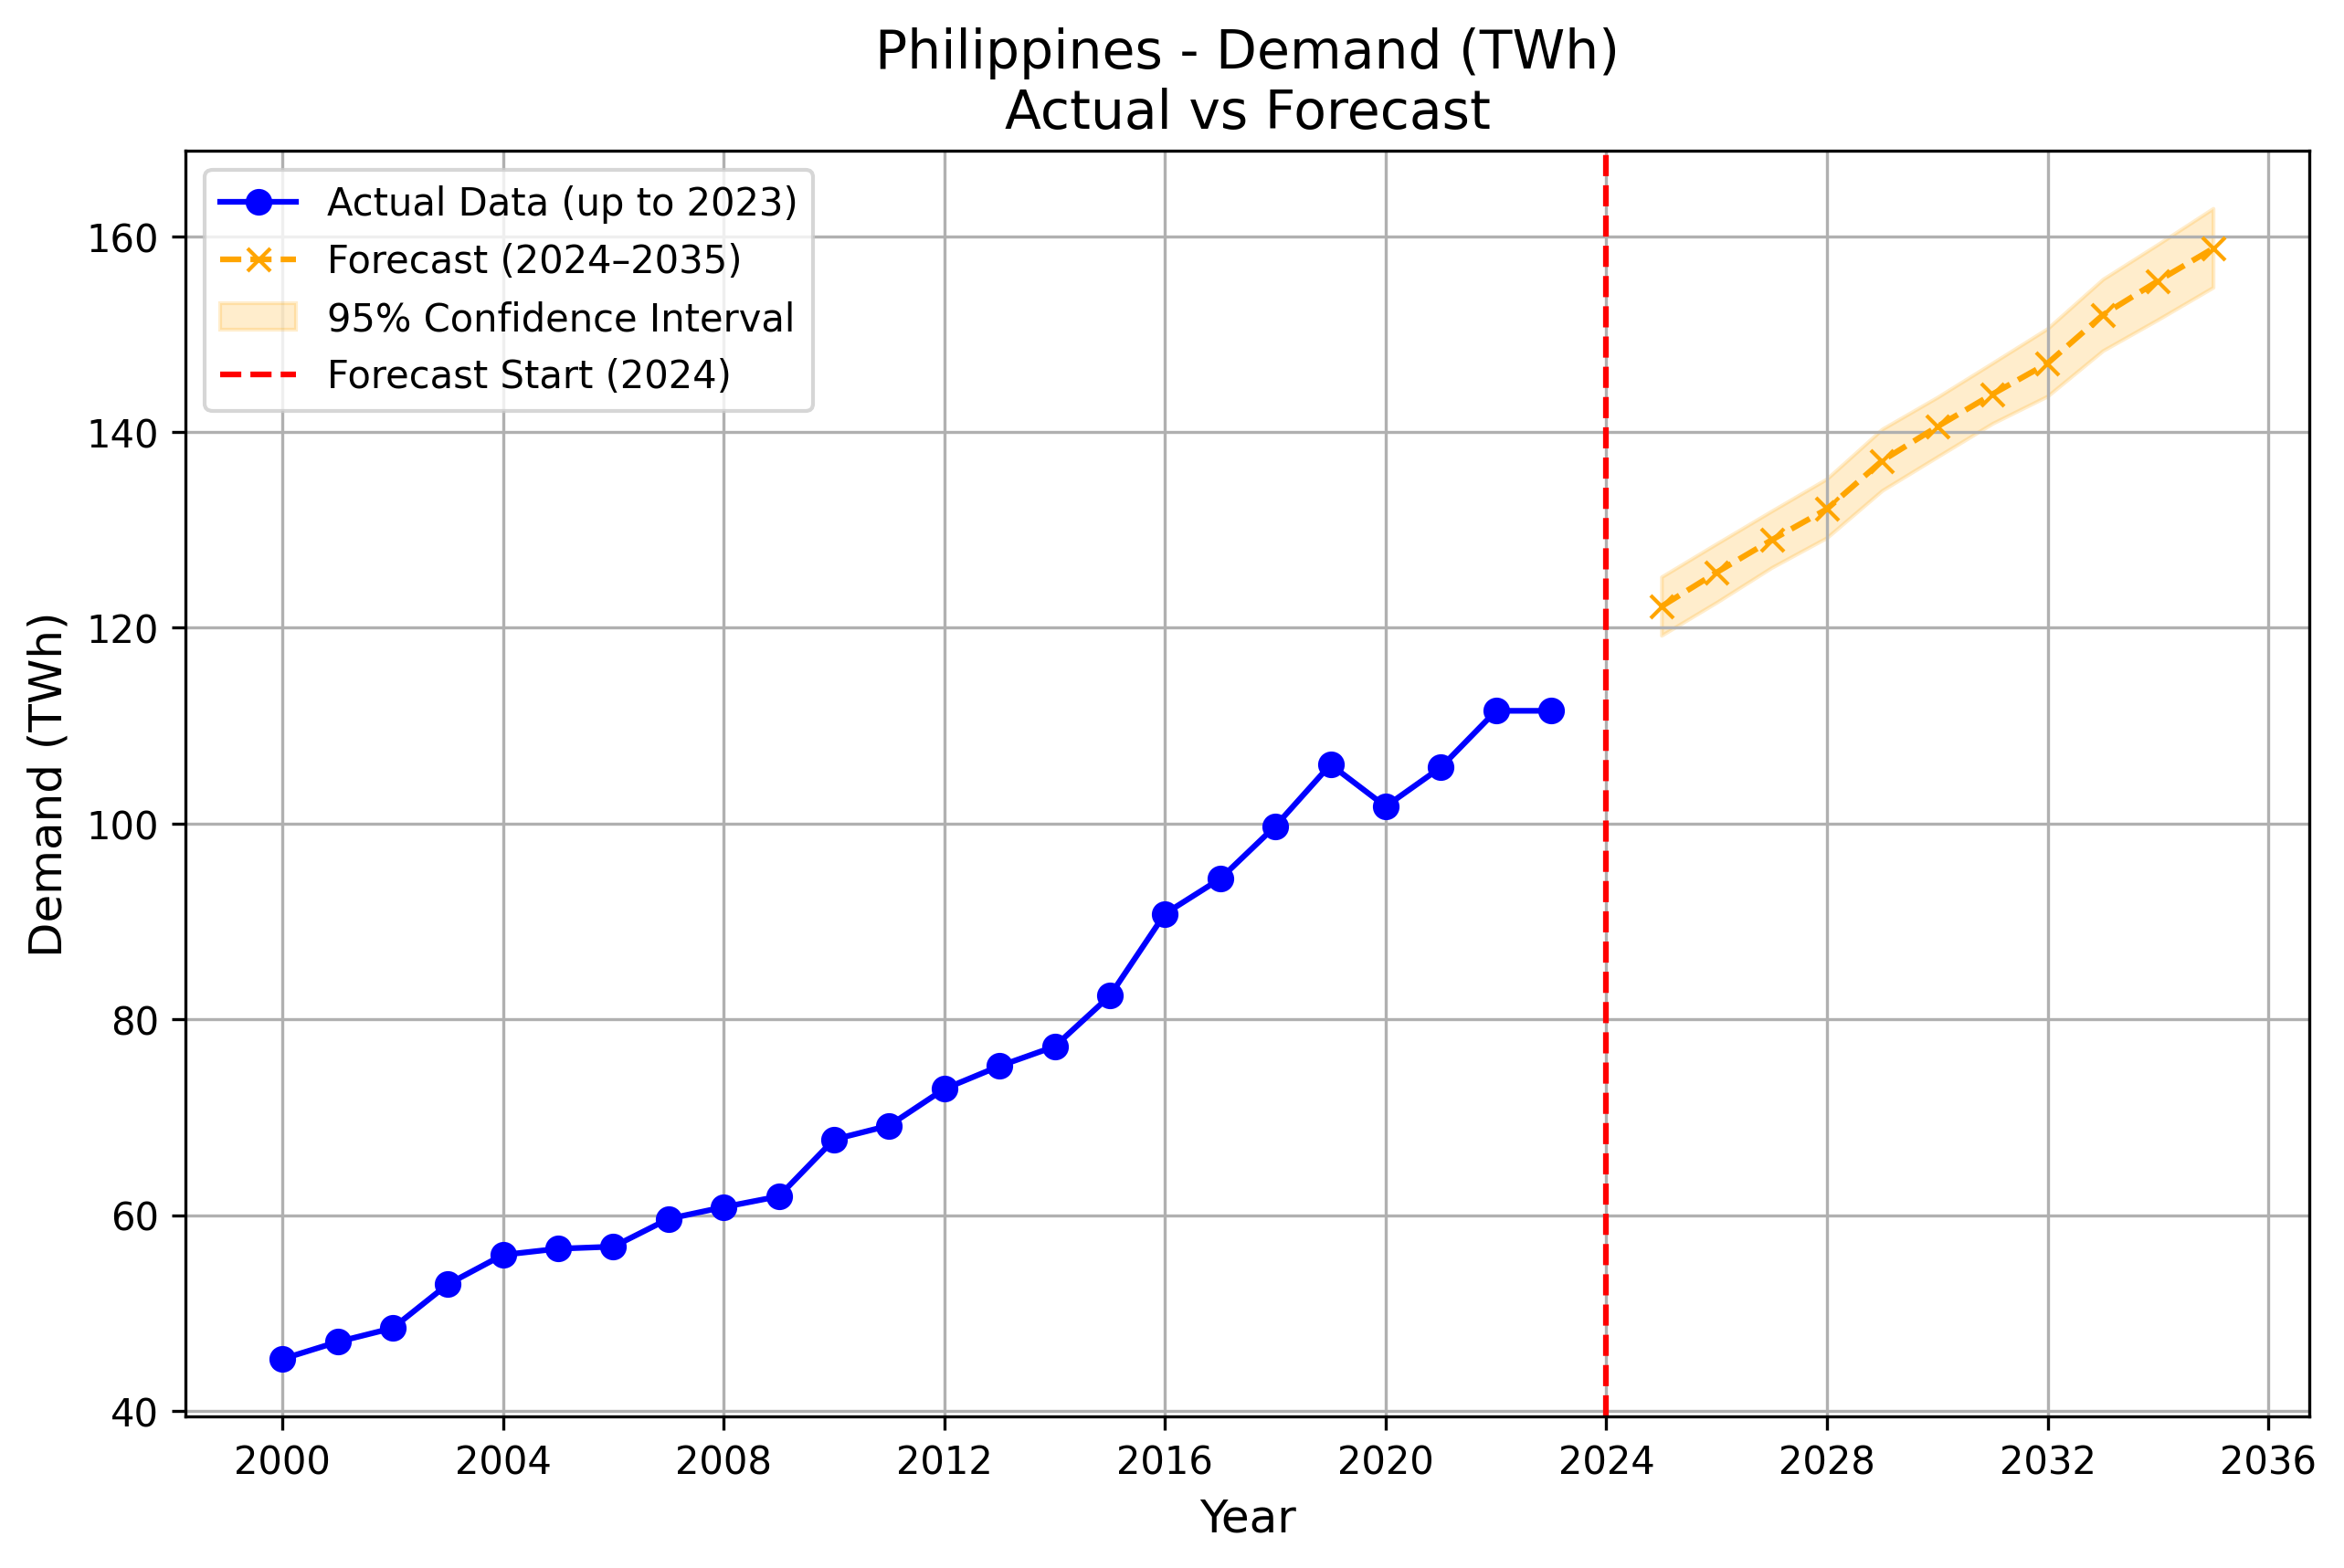 Philippines - Demand (TWh)
Actual vs Forecast
Actual Data (up to 2023)
Forecast (2024–2035)
95% Confidence Interval
Forecast Start (2024)
Demand (TWh)
160
140
120
100
80
60
40
2000 2004 2008 2012 2016 2020 2024 2028 2032 2036
Year